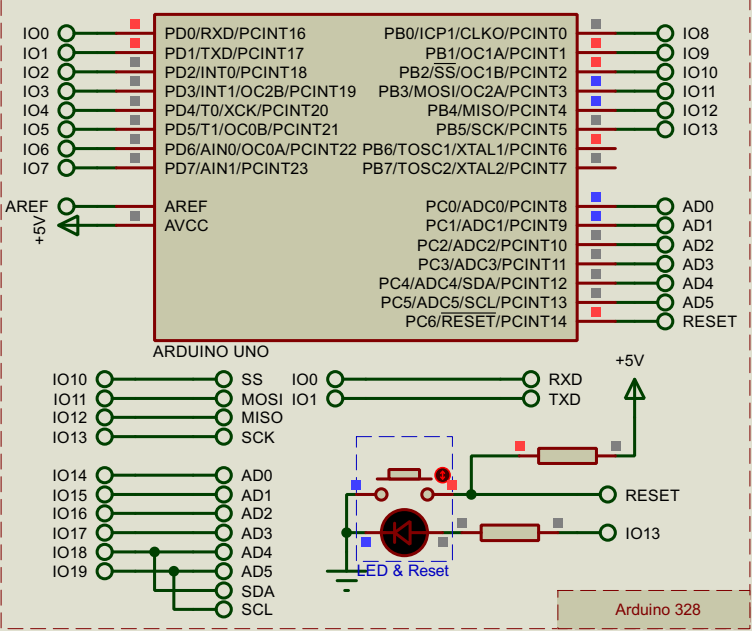 IO0 PD0/RXD/PCINT16 PB0/ICP1/CLKO/PCINT0 IO8
IO1 PD1/TXD/PCINT17 PB1/OC1A/PCINT1 IO9
IO2 PD2/INT0/PCINT18 PB2/SS/OC1B/PCINT2 IO10
IO3 PD3/INT1/OC2B/PCINT19 PB3/MOSI/OC2A/PCINT3 IO11
IO4 PD4/T0/XCK/PCINT20 PB4/MISO/PCINT4 IO12
IO5 PD5/T1/OC0B/PCINT21 PB5/SCK/PCINT5 IO13
IO6 PD6/AIN0/OC0A/PCINT22 PB6/TOSC1/XTAL1/PCINT6
IO7 PD7/AIN1/PCINT23 PB7/TOSC2/XTAL2/PCINT7
AREF AREF PC0/ADC0/PCINT8 AD0
+5V AVCC PC1/ADC1/PCINT9 AD1
PC2/ADC2/PCINT10 AD2
PC3/ADC3/PCINT11 AD3
PC4/ADC4/SDA/PCINT12 AD4
PC5/ADC5/SCL/PCINT13 AD5
PC6/RESET/PCINT14 RESET
ARDUINO UNO
+5V
IO10 SS IO0 RXD
IO11 MOSI IO1 TXD
IO12 MISO
IO13 SCK
IO14 AD0
IO15 AD1 RESET
IO16 AD2
IO17 AD3 IO13
IO18 AD4
IO19 AD5 LED & Reset
SDA
SCL Arduino 328